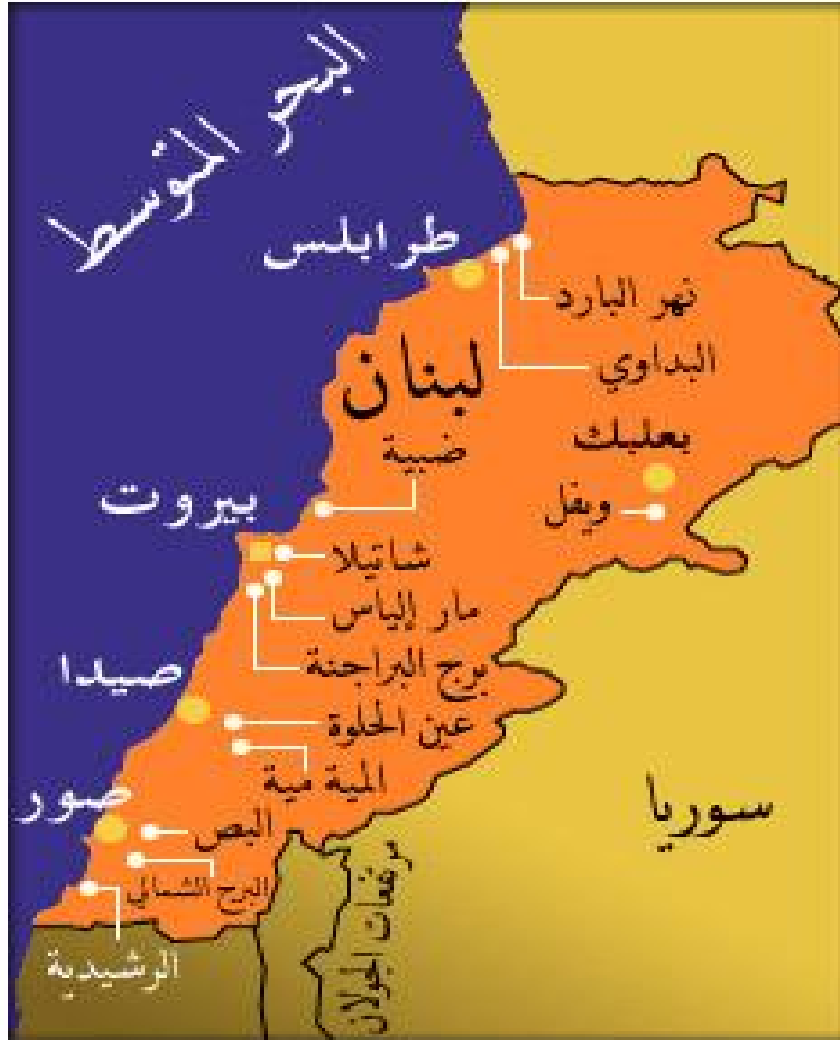 البحر المتوسط
طرابلس
نهر البارد
البداوي
لبنان
بعلبك
ضبية
ويفل
بيروت
شاتيلا
مار إلياس
برج البراجنة
صيدا
عين الحلوة
المية مية
صور
البص
سوريا
البرج الشمالي
مرتفعات الجولان
الرشيدية